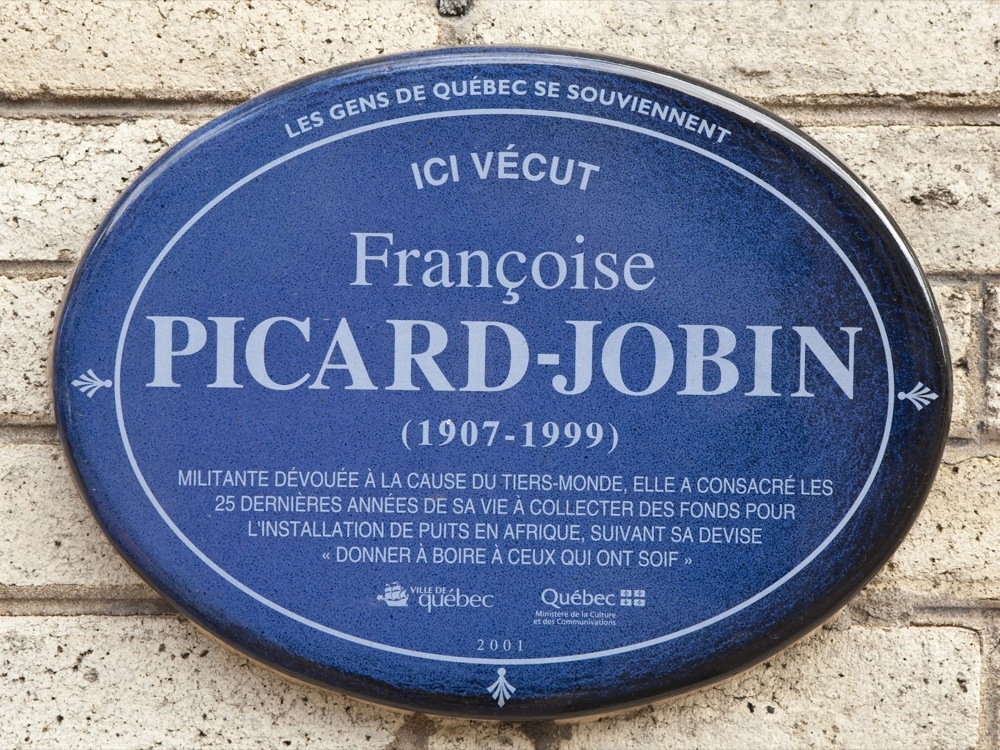 LES GENS DE QUÉBEC SE SOUVIENNENT
ICI VÉCUT
Françoise
PICARD-JOBIN
(1907-1999)
MILITANTE DÉVOUÉE À LA CAUSE DU TIERS-MONDE, ELLE A CONSACRÉ LES
25 DERNIÈRES ANNÉES DE SA VIE À COLLECTER DES FONDS POUR
L'INSTALLATION DE PUITS EN AFRIQUE, SUIVANT SA DEVISE
« DONNER À BOIRE À CEUX QUI ONT SOIF »
VILLE DE
québec
Québec
Ministère de la Culture
et des Communications
2001